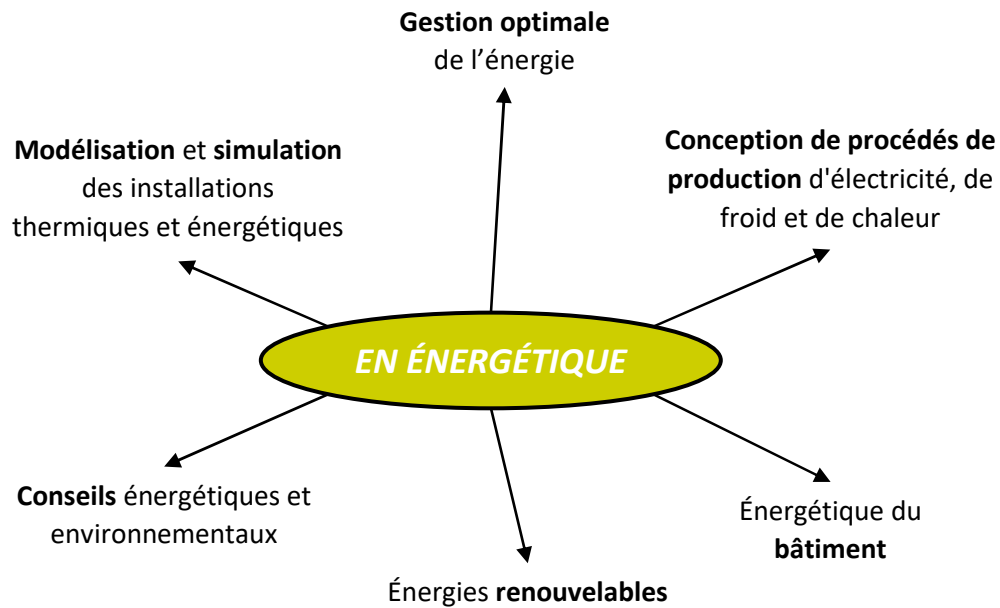 Gestion optimale
de l'énergie
Modélisation et simulation
des installations
thermiques et énergétiques
Conception de procédés de
production d'électricité, de
froid et de chaleur
EN ÉNERGÉTIQUE
Conseils énergétiques et
environnementaux
Énergies renouvelables
Énergétique du
bâtiment